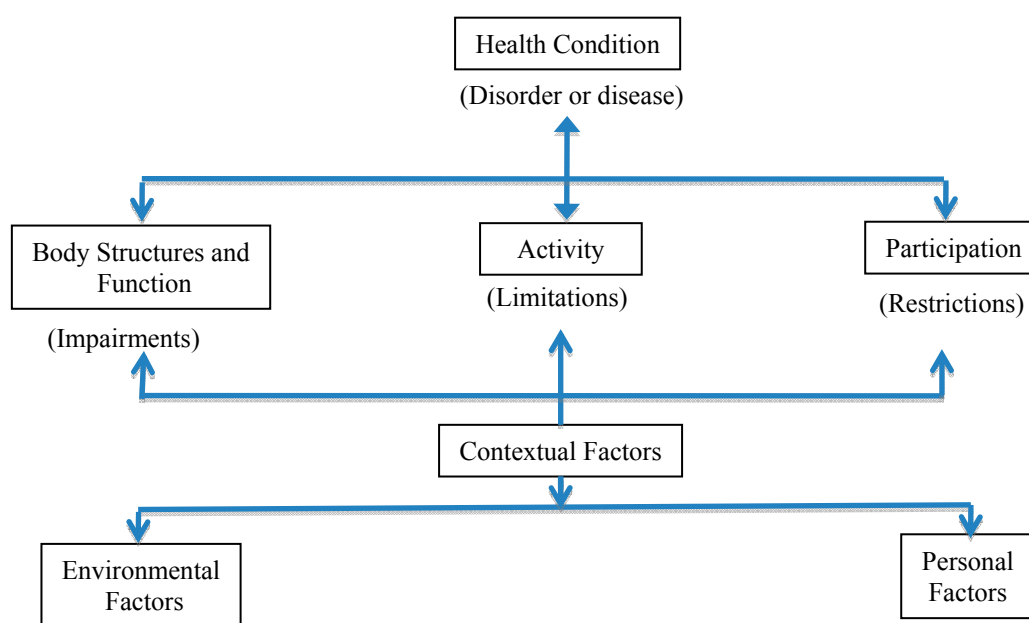 Health Condition
(Disorder or disease)
Body Structures and
Function
(Impairments)
Activity
(Limitations)
Participation
(Restrictions)
Contextual Factors
Environmental
Factors
Personal
Factors